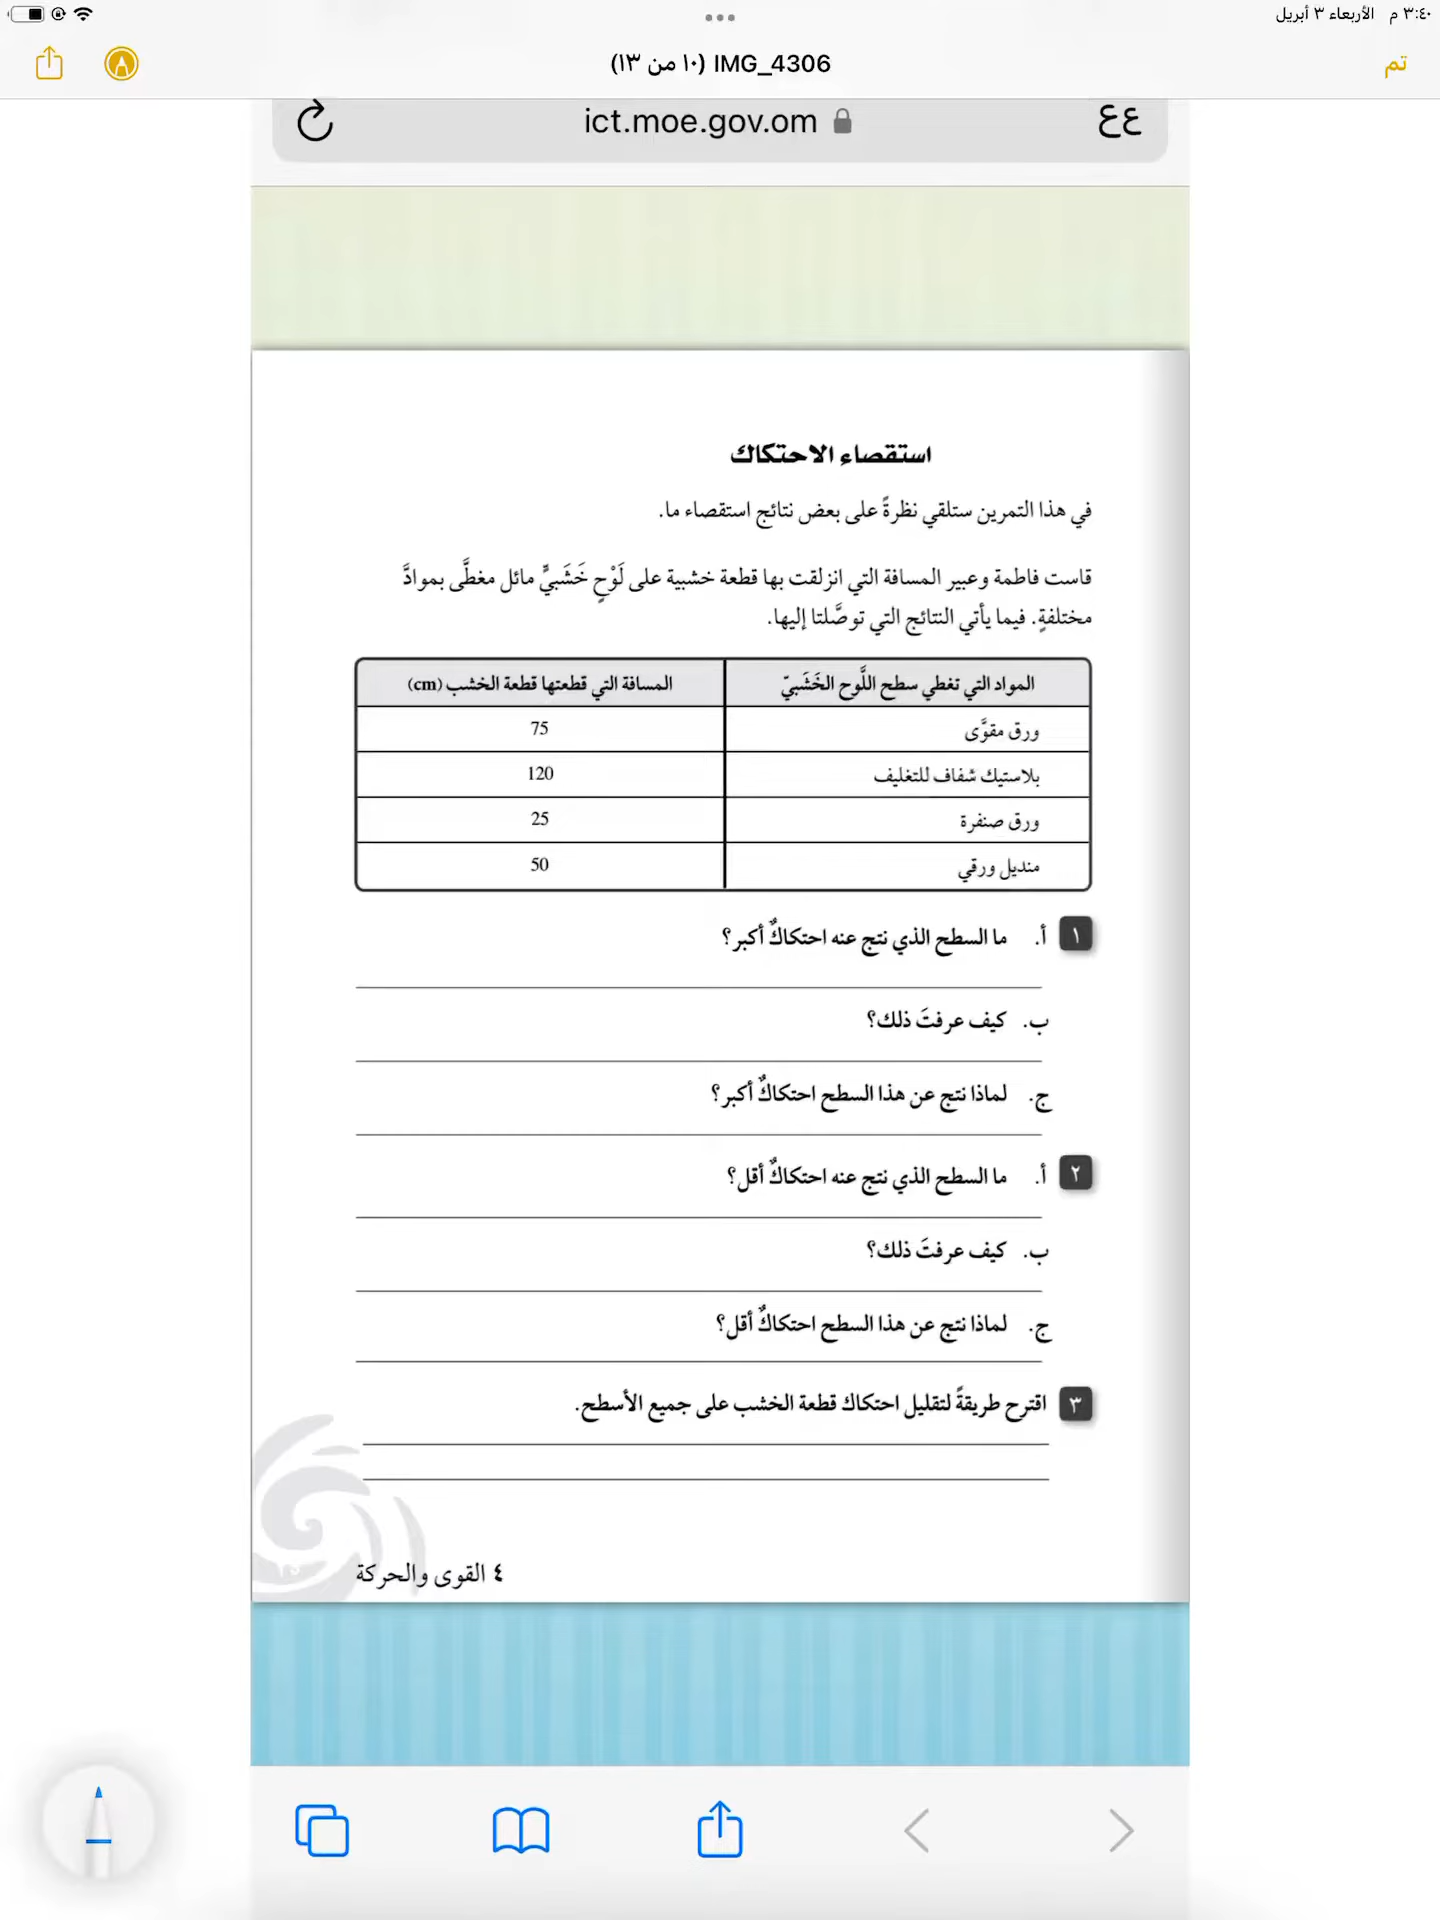 ٣:٤٠ م الأربعاء ٣ أبريل
تم
IMG_4306 (١٠ من ١٣)
عع
ict.moe.gov.om
استقصاء الاحتكاك
في هذا التمرين ستلقي نظرةً على بعض نتائج استقصاء ما.
قاست فاطمة وعبير المسافة التي انزلقت بها قطعة خشبية على لَوْحٍ خَشَبيٍّ مائل مغطَّى بموادَّ
مختلفةٍ. فيما يأتي النتائج التي توصَّلتا إليها.
المواد التي تغطي سطح اللَّوح الخَشَبيّ المسافة التي قطعتها قطعة الخشب (cm)
ورق مقوَّى 75
بلاستيك شفاف للتغليف 120
ورق صنفرة 25
منديل ورقي 50
١ أ. ما السطح الذي نتج عنه احتكاكٌ أكبر؟
ب. كيف عرفتَ ذلك؟
ج. لماذا نتج عن هذا السطح احتكاكٌ أكبر؟
٢ أ. ما السطح الذي نتج عنه احتكاكٌ أقل؟
ب. كيف عرفتَ ذلك؟
ج. لماذا نتج عن هذا السطح احتكاكٌ أقل؟
٣ اقترح طريقةً لتقليل احتكاك قطعة الخشب على جميع الأسطح.
٤ القوى والحركة